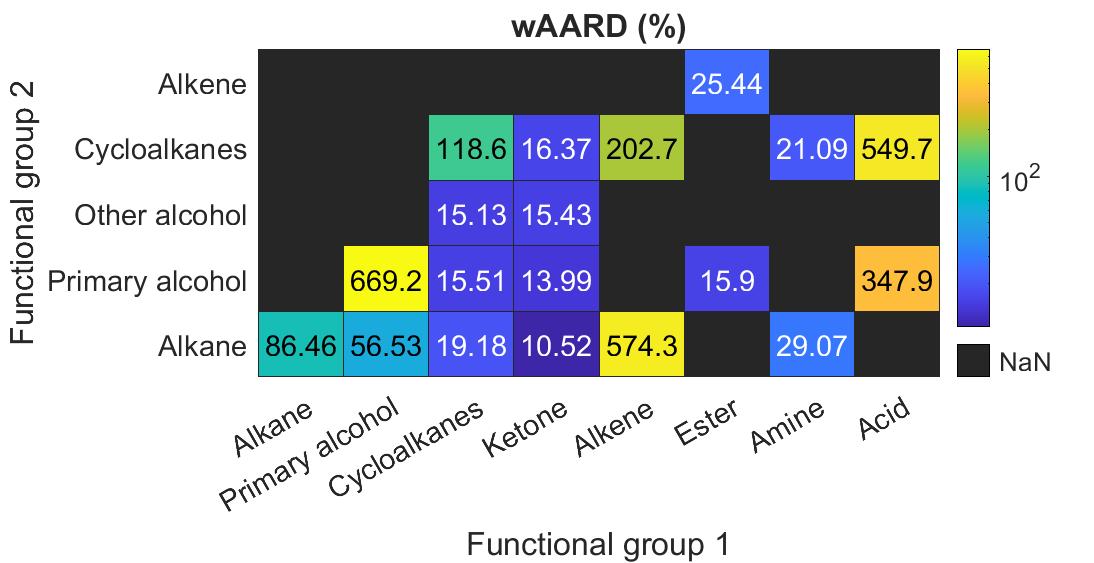 wAARD (%)
Functional group 2
Alkene 25.44
Cycloalkanes 118.6 16.37 202.7 21.09 549.7
Other alcohol 15.13 15.43
Primary alcohol 669.2 15.51 13.99 15.9 347.9
Alkane 86.46 56.53 19.18 10.52 574.3 29.07
10²
NaN
Alkane Primary alcohol Cycloalkanes Ketone Alkene Ester Amine Acid
Functional group 1